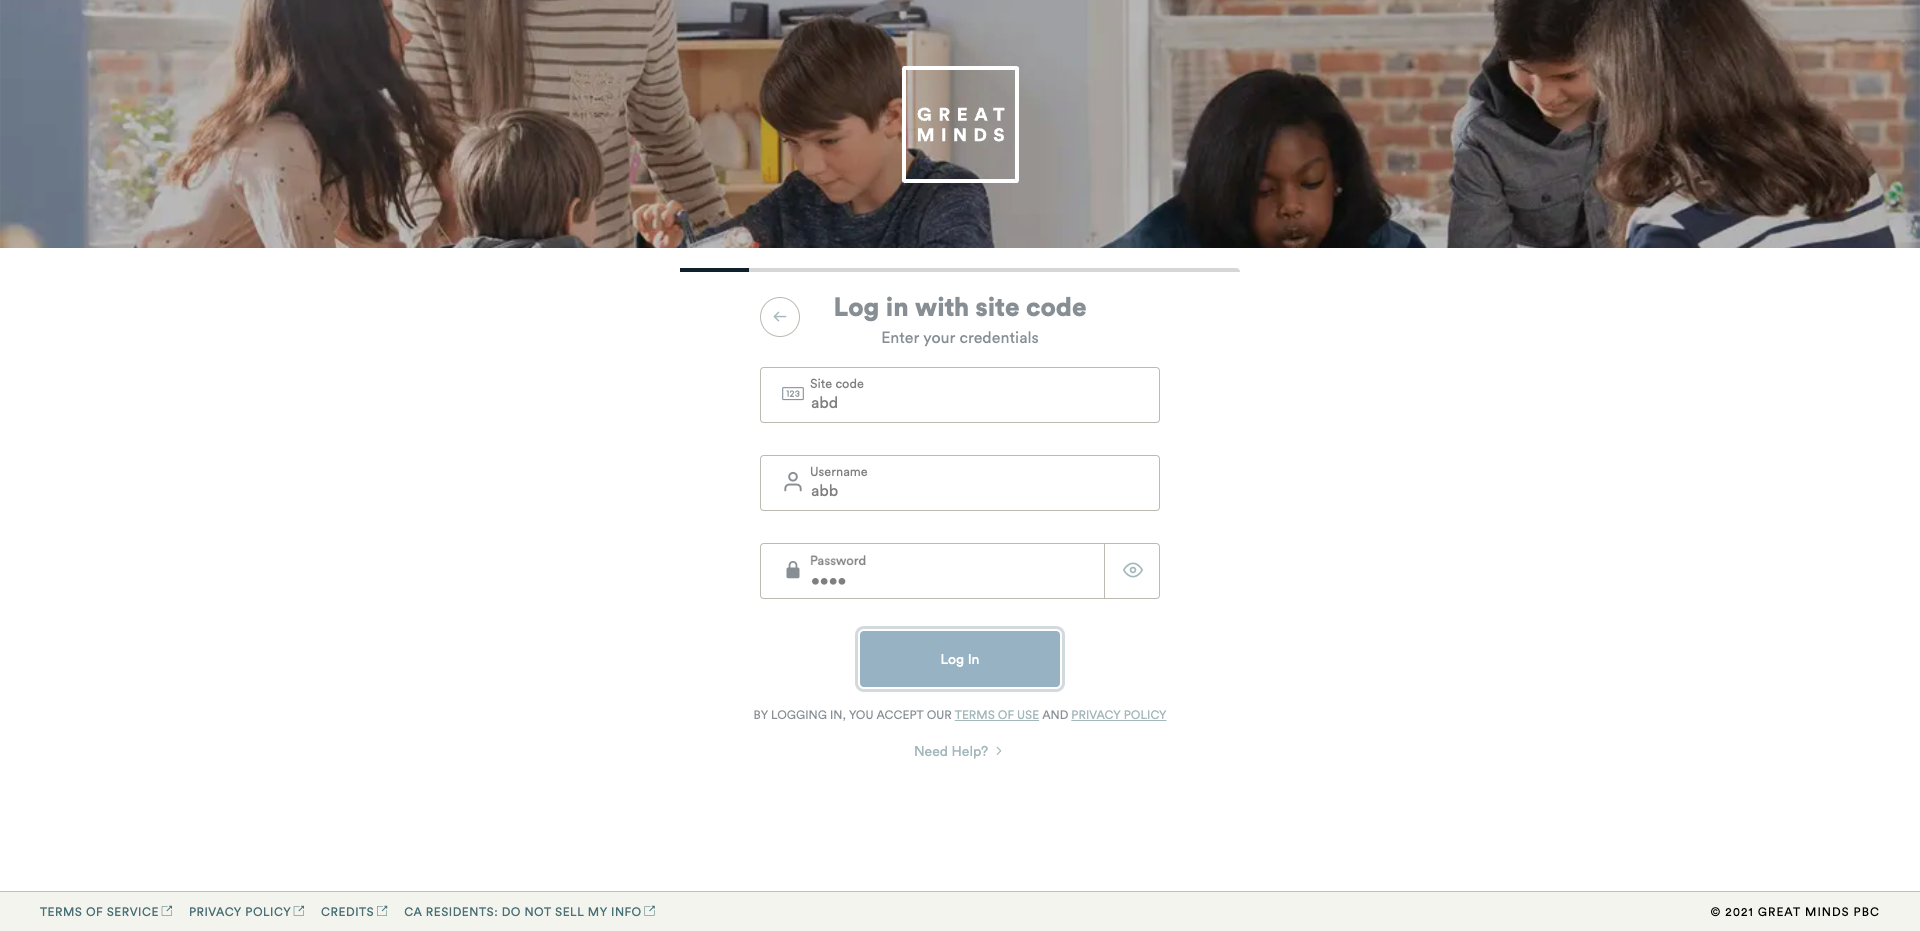 GREAT
MINDS
Log in with site code
Enter your credentials
123
Site code
abd
Username
abb
Password
••••
Log In
BY LOGGING IN, YOU ACCEPT OUR TERMS OF USE AND PRIVACY POLICY
Need Help?
TERMS OF SERVICE PRIVACY POLICY CREDITS CA RESIDENTS: DO NOT SELL MY INFO © 2021 GREAT MINDS PBC